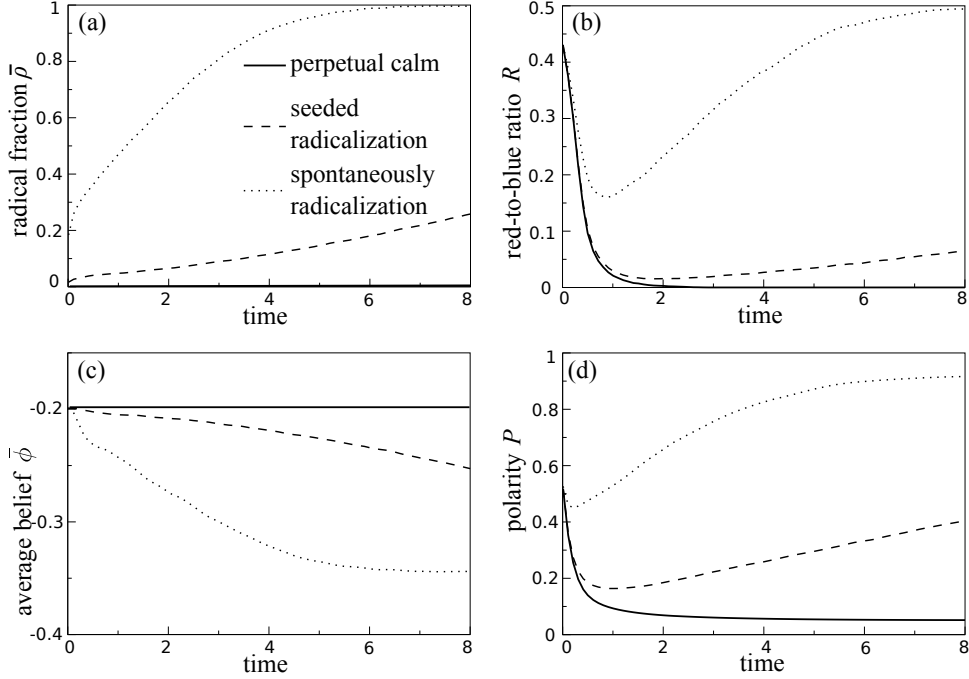 (a)
1
0.8
0.6
0.4
0.2
0
0 2 4 6 8
time
radical fraction ρ̄
perpetual calm
seeded
radicalization
spontaneously
radicalization
(b)
0.5
0.4
0.3
0.2
0.1
0
0 2 4 6 8
time
red-to-blue ratio R
(c)
-0.2
-0.3
-0.4
0 2 4 6 8
time
average belief ϕ̄
(d)
1
0.8
0.6
0.4
0.2
0
0 2 4 6 8
time
polarity P